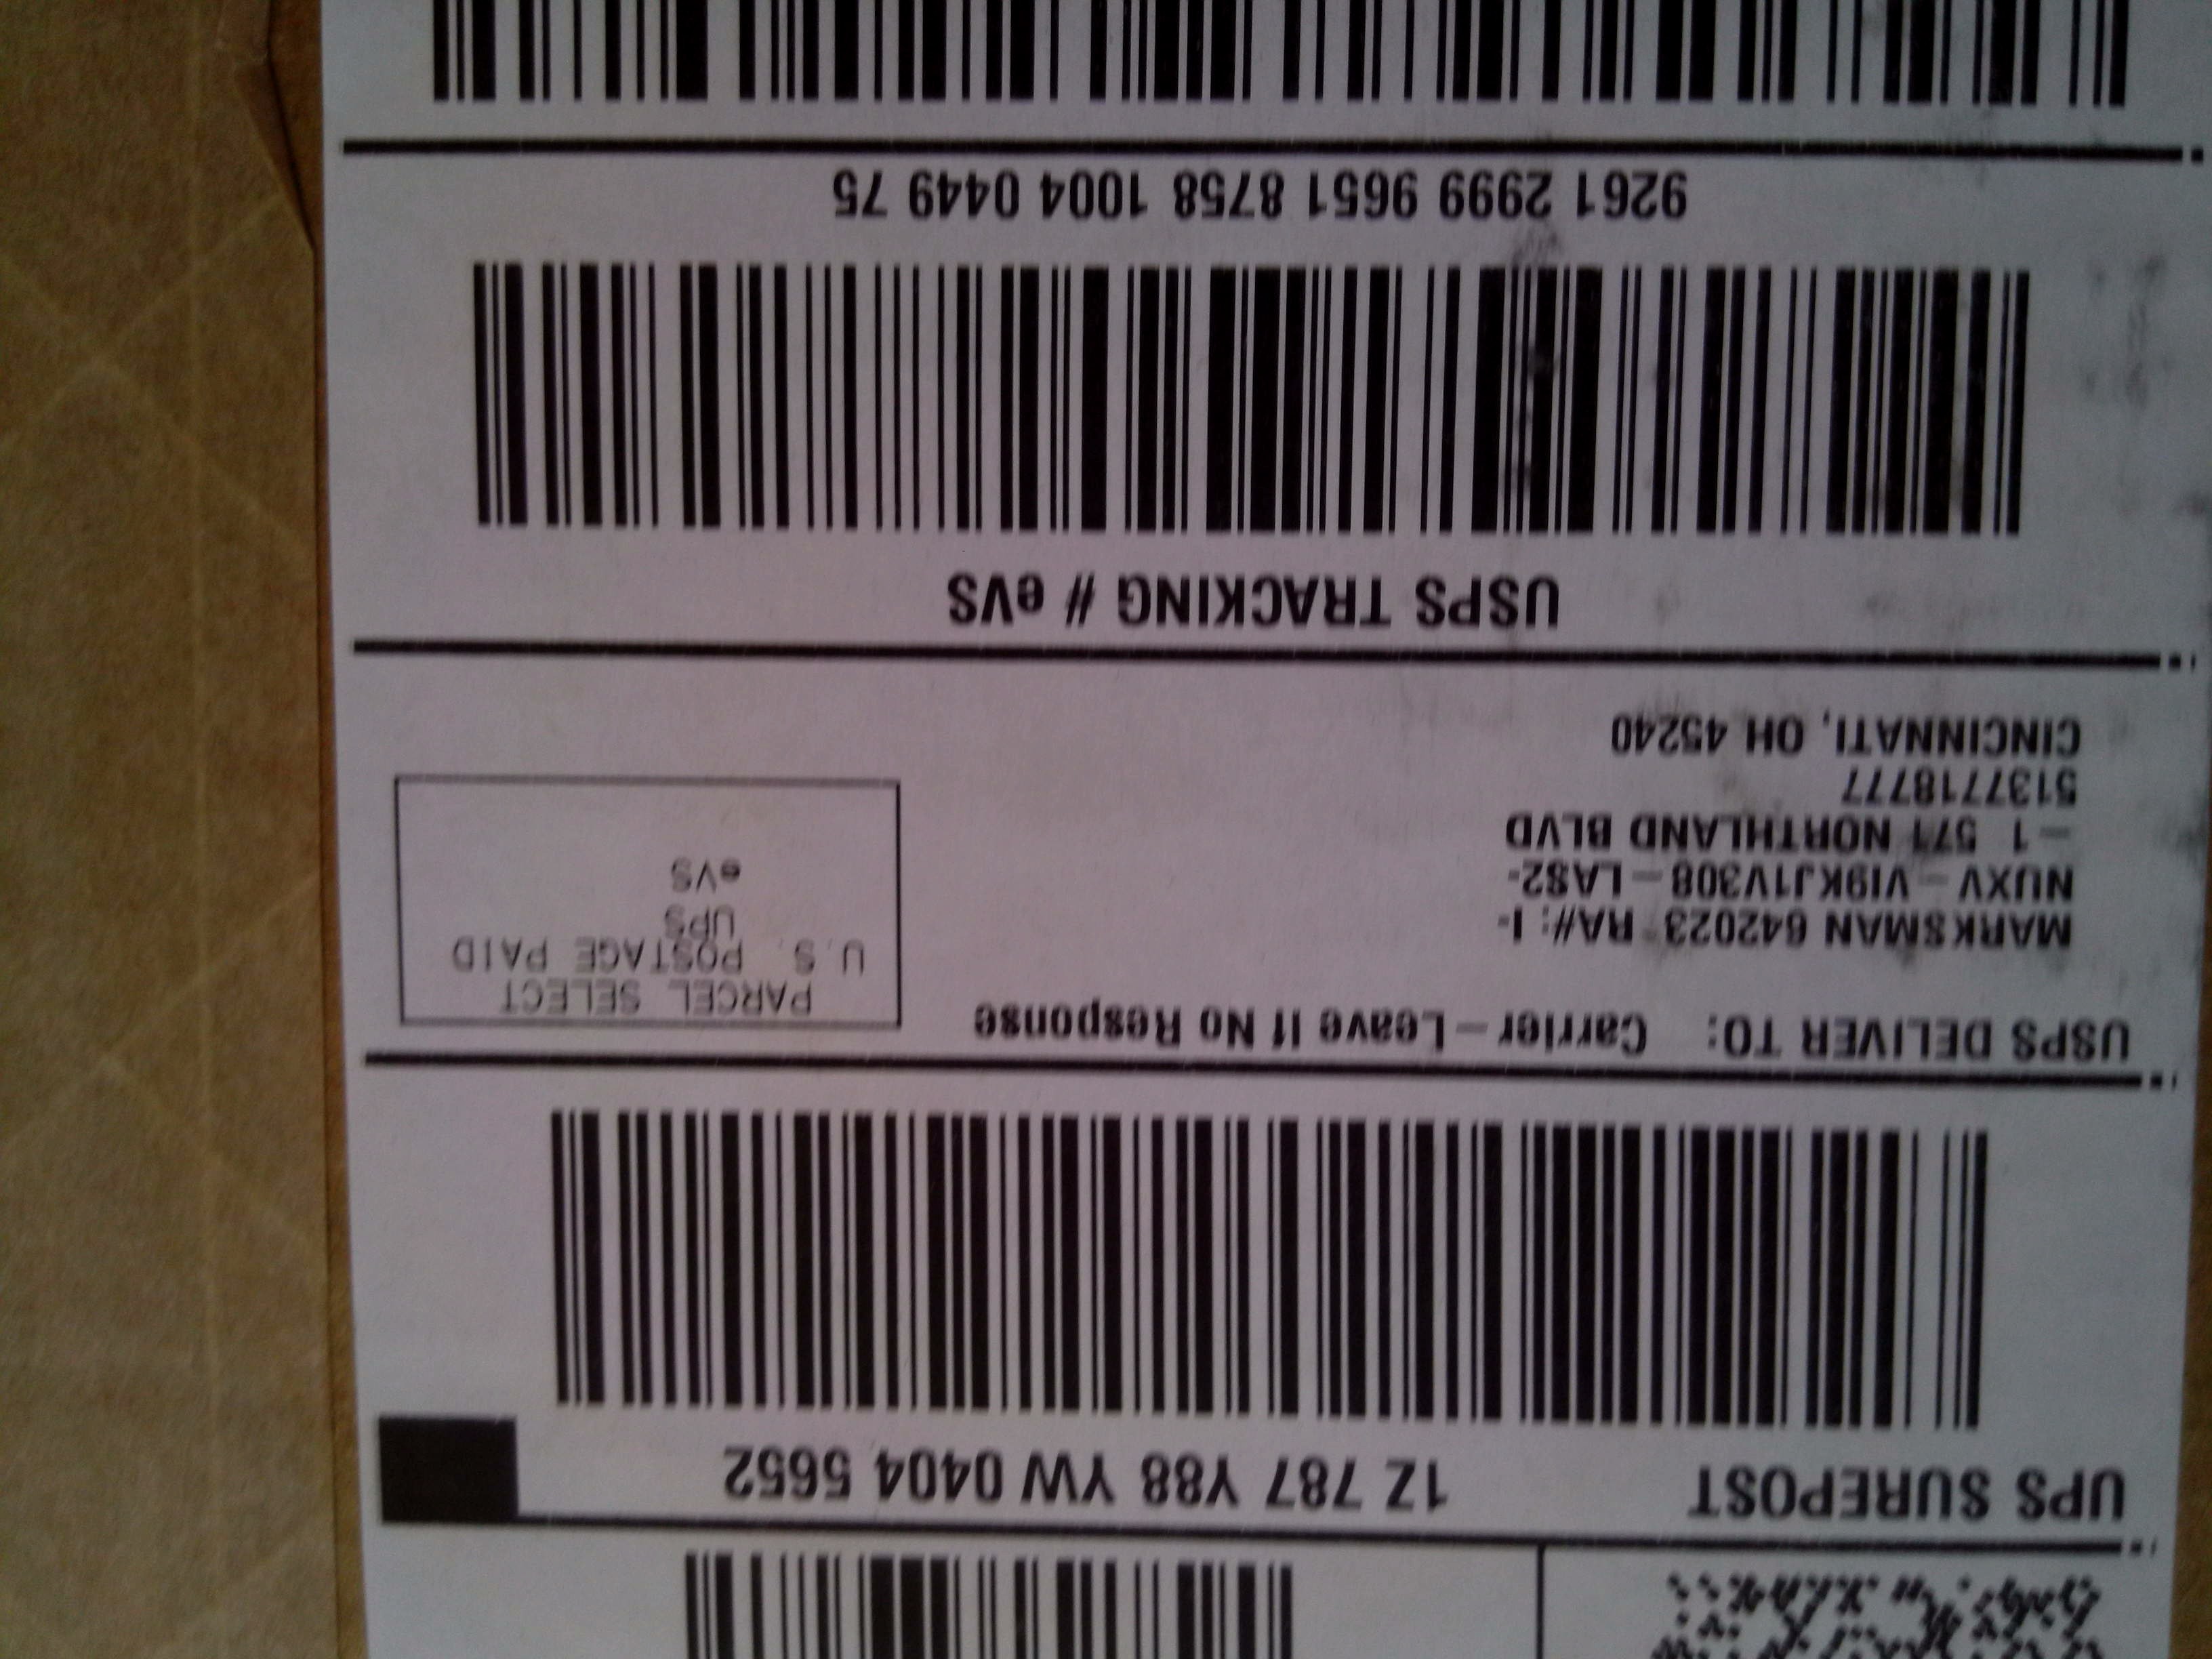 UPS SUREPOST
1Z 787 Y88 YW 0404 5652
USPS DELIVER TO: Carrier - Leave If No Response
MARKSMAN 642023 RA#: I-
NUXV - VI9KJ1V308 - LAS2-
- 1 571 NORTHLAND BLVD
5137718777
CINCINNATI, OH 45240
PARCEL SELECT
U.S. POSTAGE PAID
UPS
eVS
USPS TRACKING # eVS
9261 2999 9651 8758 1004 0449 75